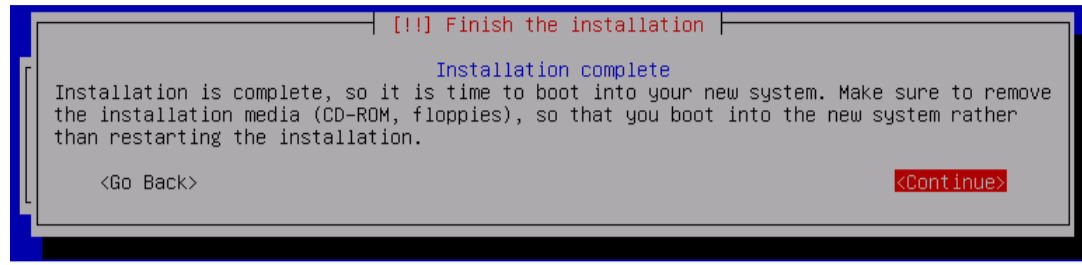 [!!] Finish the installation
Installation complete
Installation is complete, so it is time to boot into your new system. Make sure to remove
the installation media (CD-ROM, floppies), so that you boot into the new system rather
than restarting the installation.
<Go Back> <Continue>